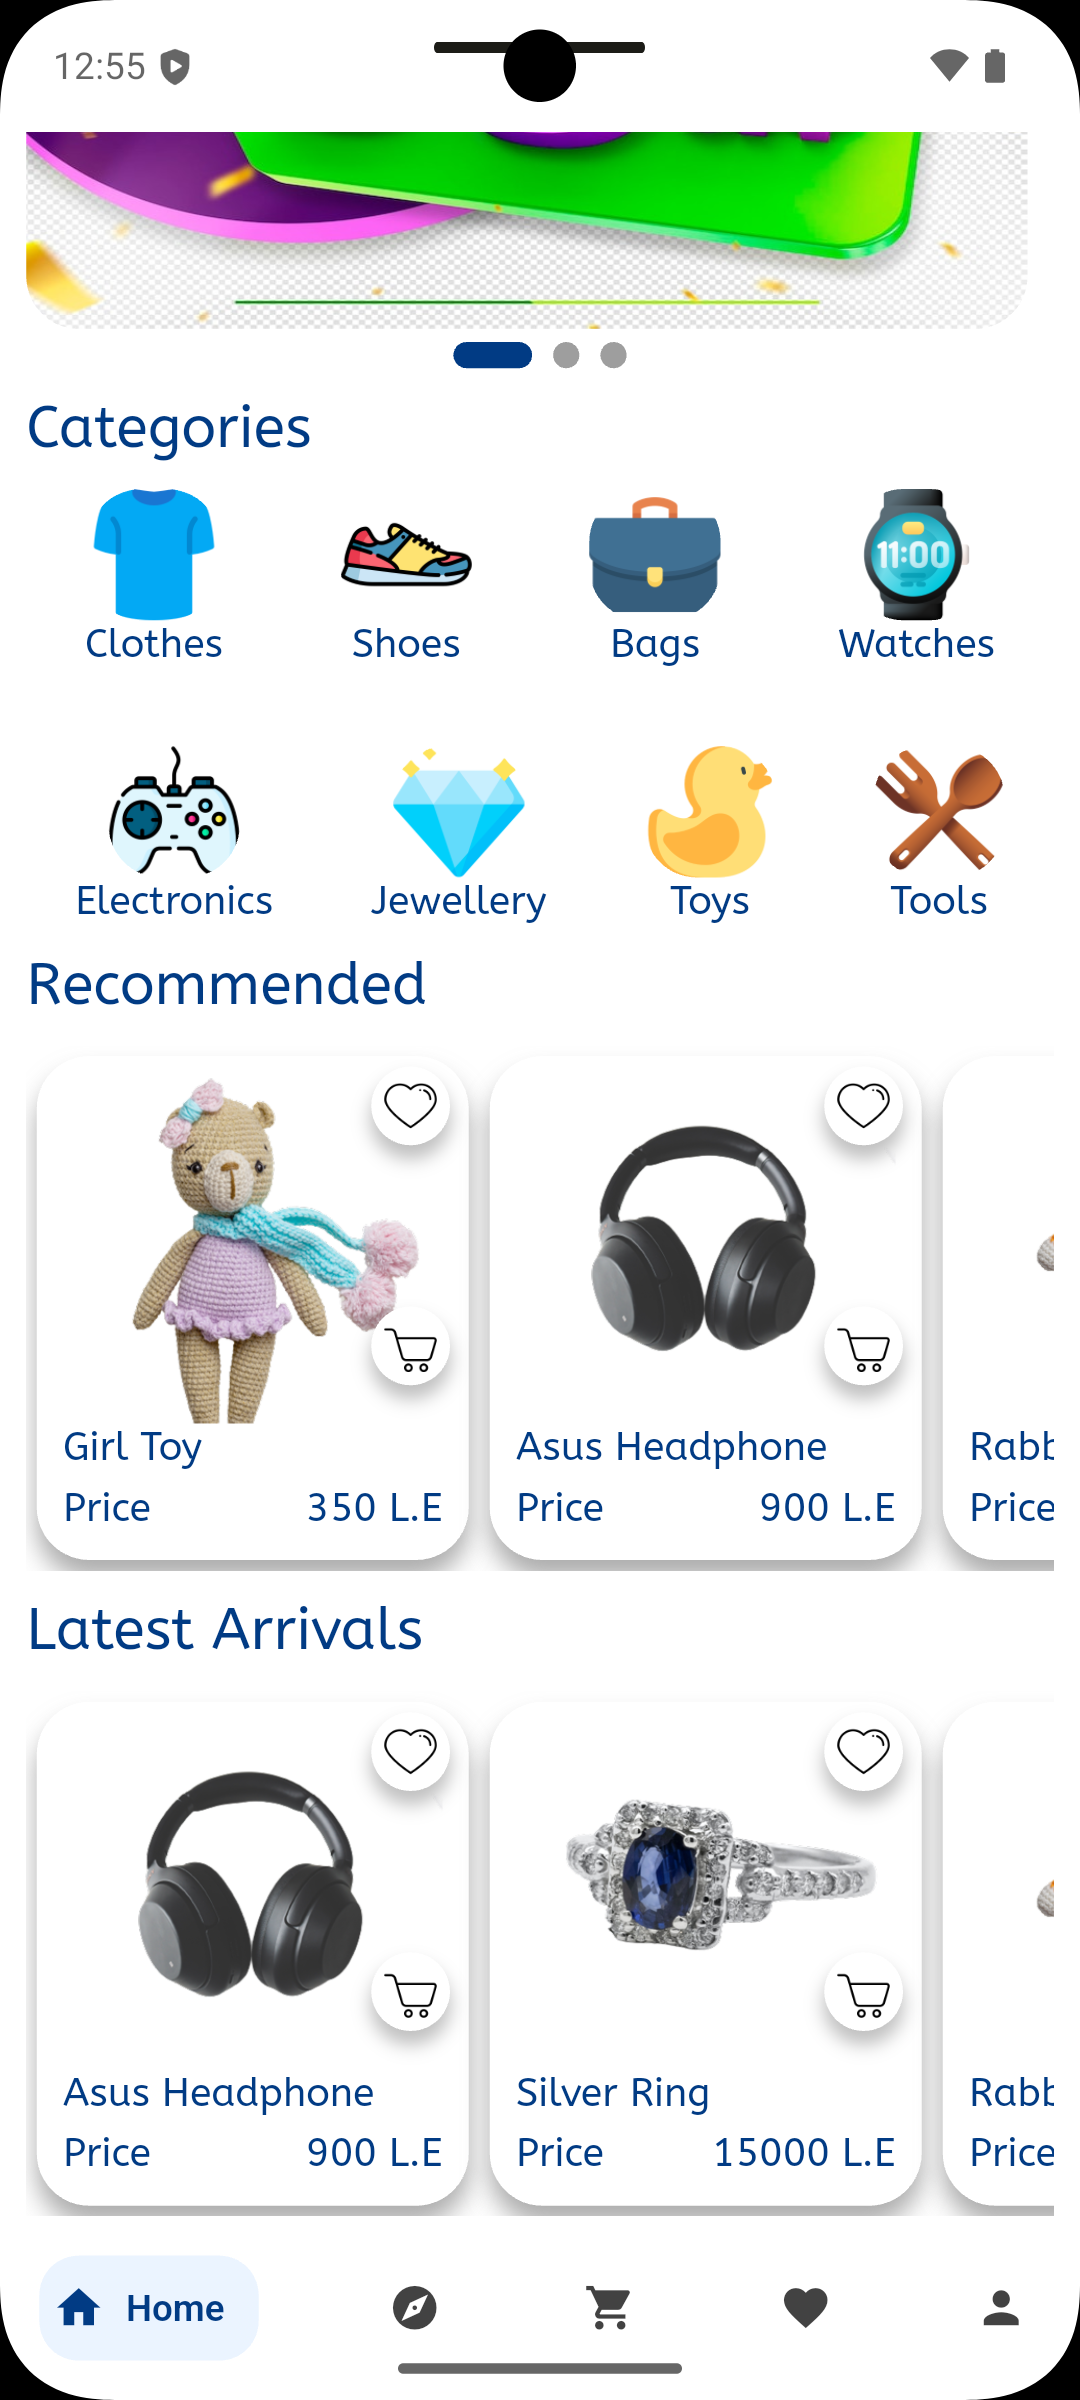 12:55
Categories
11:00
Clothes Shoes Bags Watches
Electronics Jewellery Toys Tools
Recommended
Girl Toy Asus Headphone Rabb
Price 350 L.E Price 900 L.E Price
Latest Arrivals
Asus Headphone Silver Ring Rabb
Price 900 L.E Price 15000 L.E Price
Home